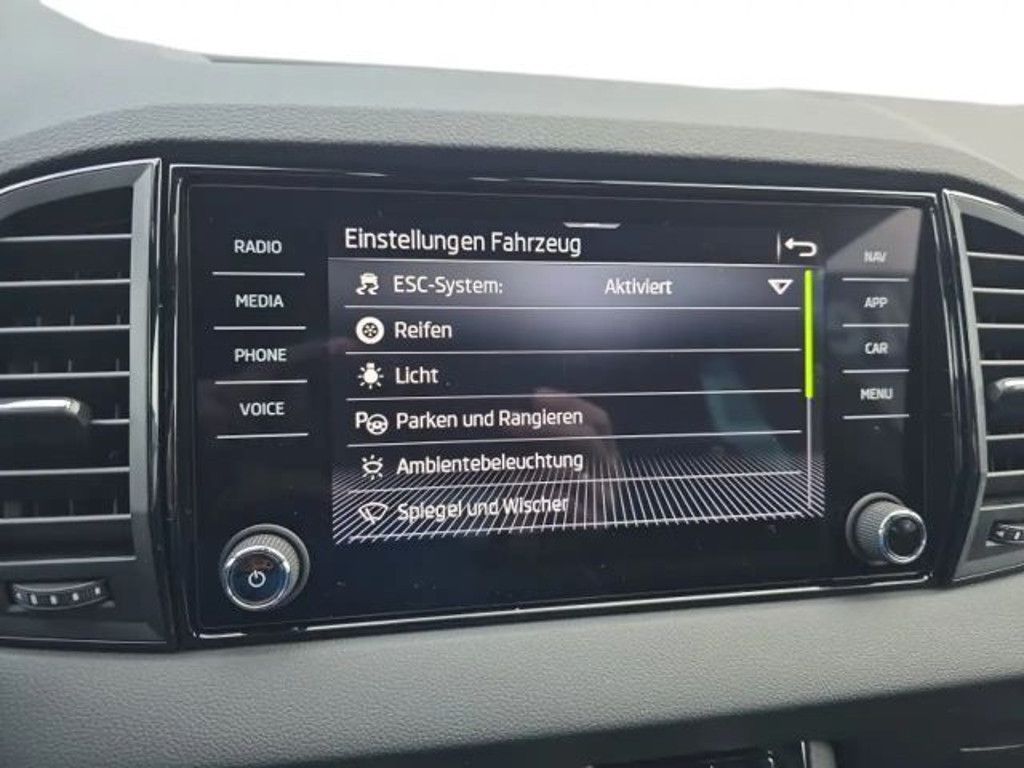 RADIO
MEDIA
PHONE
VOICE
Einstellungen Fahrzeug
ESC-System: Aktiviert
Reifen
Licht
P Parken und Rangieren
Ambientebeleuchtung
Spiegel und Wischer
NAV
APP
CAR
MENU